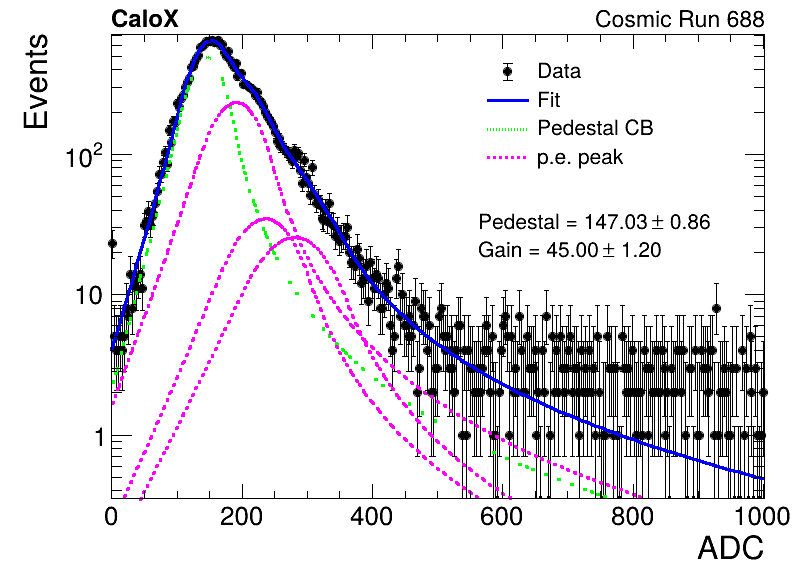 CaloX
Cosmic Run 688
Events
Data
Fit
Pedestal CB
p.e. peak
Pedestal = 147.03 ± 0.86
Gain = 45.00 ± 1.20
10²
10
1
0 200 400 600 800 1000
ADC